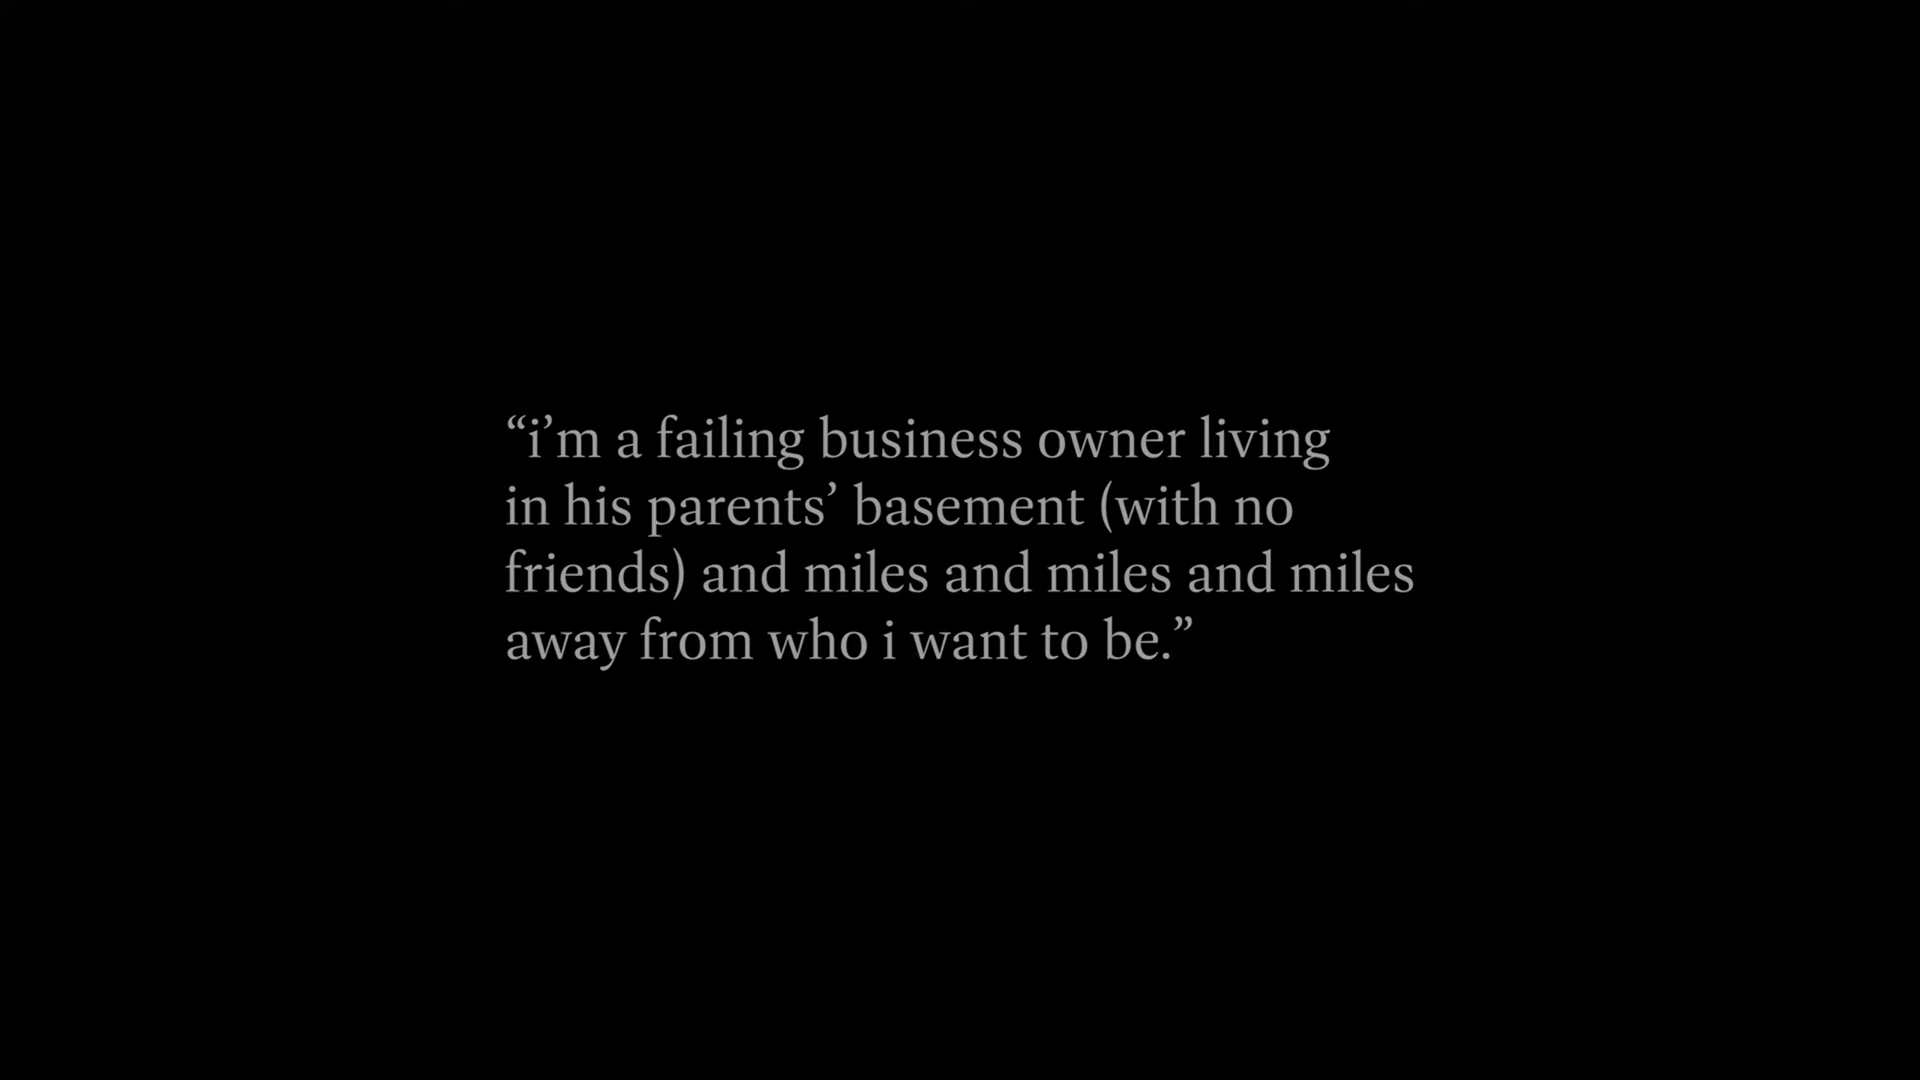 “i’m a failing business owner living
in his parents’ basement (with no
friends) and miles and miles and miles
away from who i want to be.”